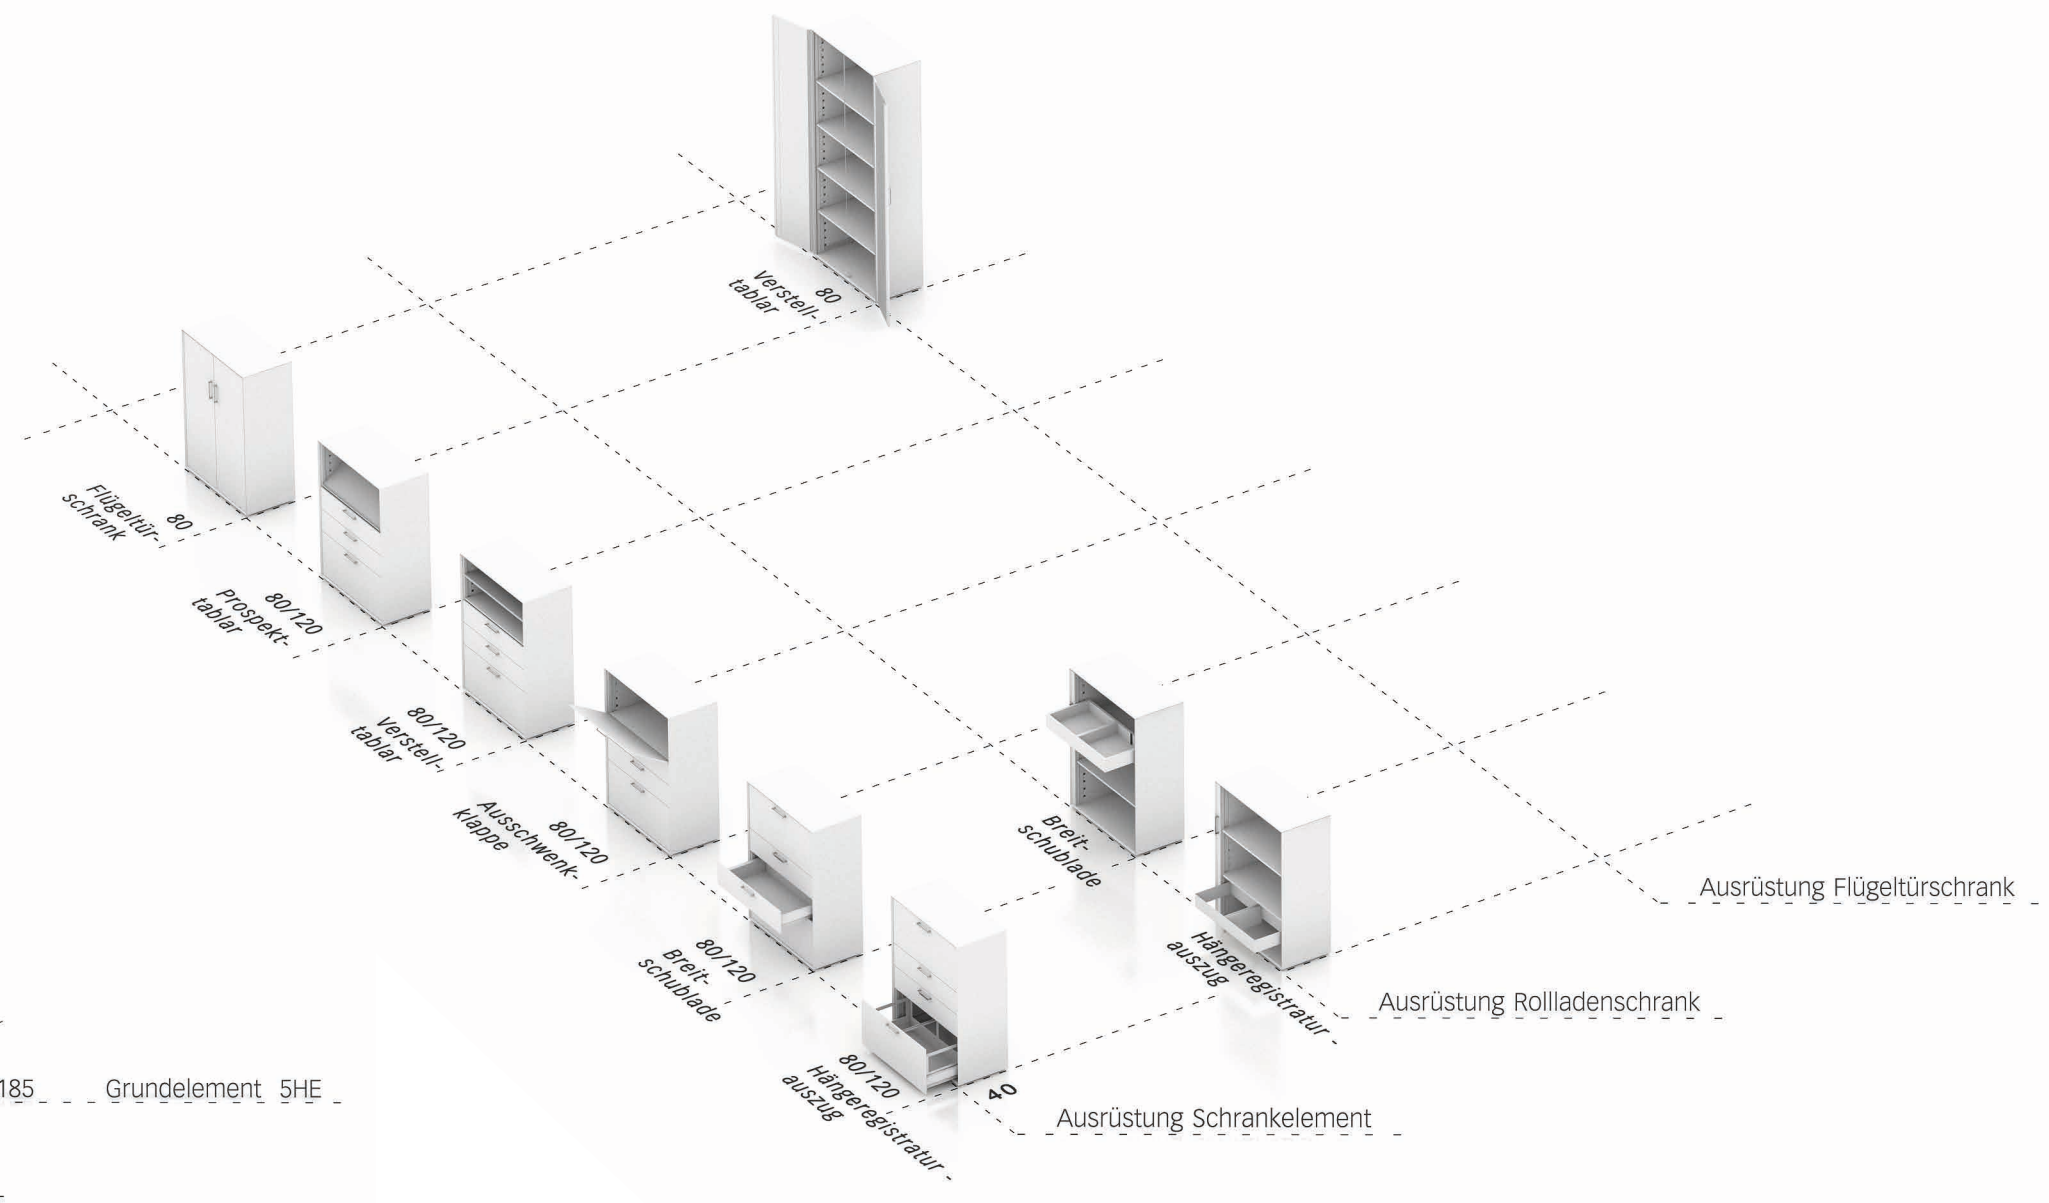 80
Verstell-
tablar
80
Flügeltür-
schrank
80/120
Prospekt-
tablar
80/120
Verstell-
tablar
80/120
Ausschwenk-
klappe
80/120
Breit-
schublade
80/120
Hängeregistratur -
auszug
40
Breit-
schublade
Hängeregistratur -
auszug
Ausrüstung Flügeltürschrank
Ausrüstung Rollladenschrank
Ausrüstung Schrankelement
185 Grundelement 5HE